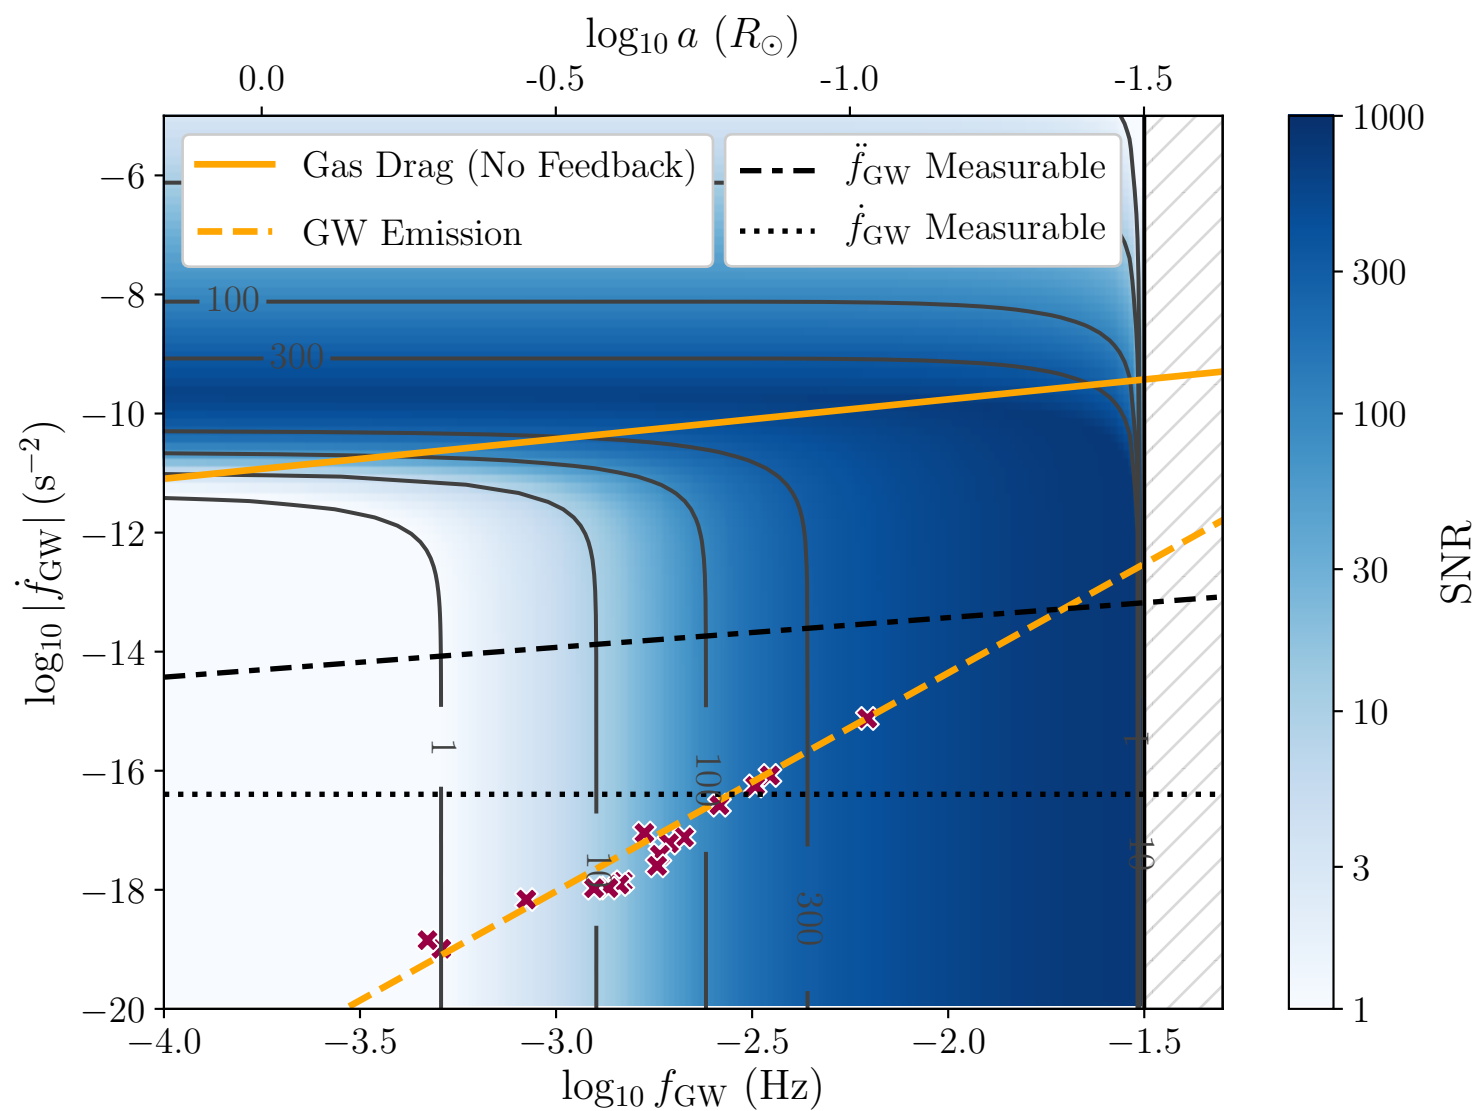 log₁₀ a (R⊙)
0.0 -0.5 -1.0 -1.5
Gas Drag (No Feedback)
GW Emission
f̈GW Measurable
ḟGW Measurable
log₁₀ |ḟGW| (s⁻²)
−6
−8
−10
−12
−14
−16
−18
−20
100
300
1
10
100
300
1
10
−4.0 −3.5 −3.0 −2.5 −2.0 −1.5
log₁₀ fGW (Hz)
1000
300
100
30
10
3
1
SNR